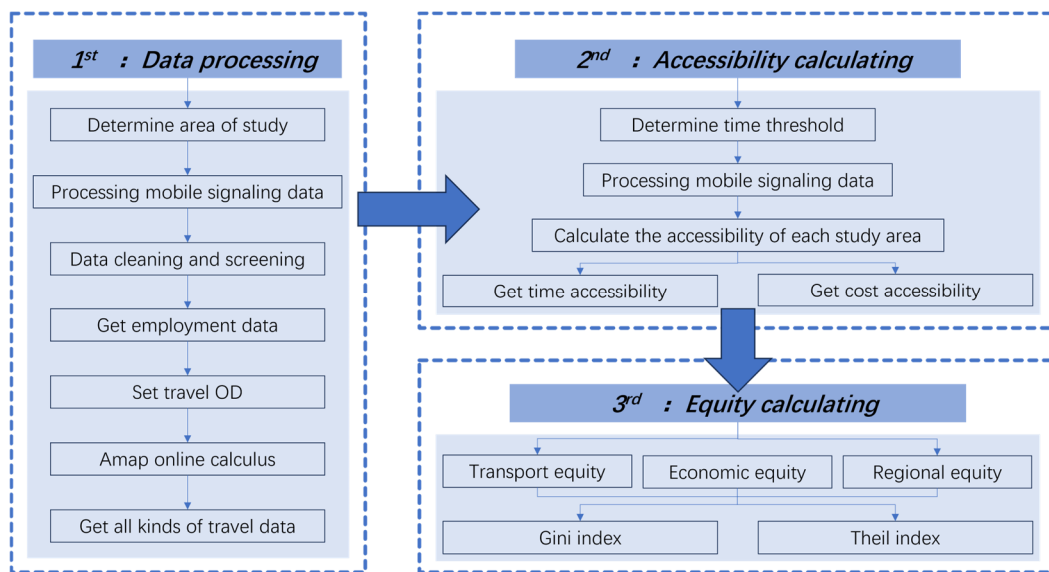 1st : Data processing
Determine area of study
Processing mobile signaling data
Data cleaning and screening
Get employment data
Set travel OD
Amap online calculus
Get all kinds of travel data
2nd : Accessibility calculating
Determine time threshold
Processing mobile signaling data
Calculate the accessibility of each study area
Get time accessibility
Get cost accessibility
3rd : Equity calculating
Transport equity
Economic equity
Regional equity
Gini index
Theil index